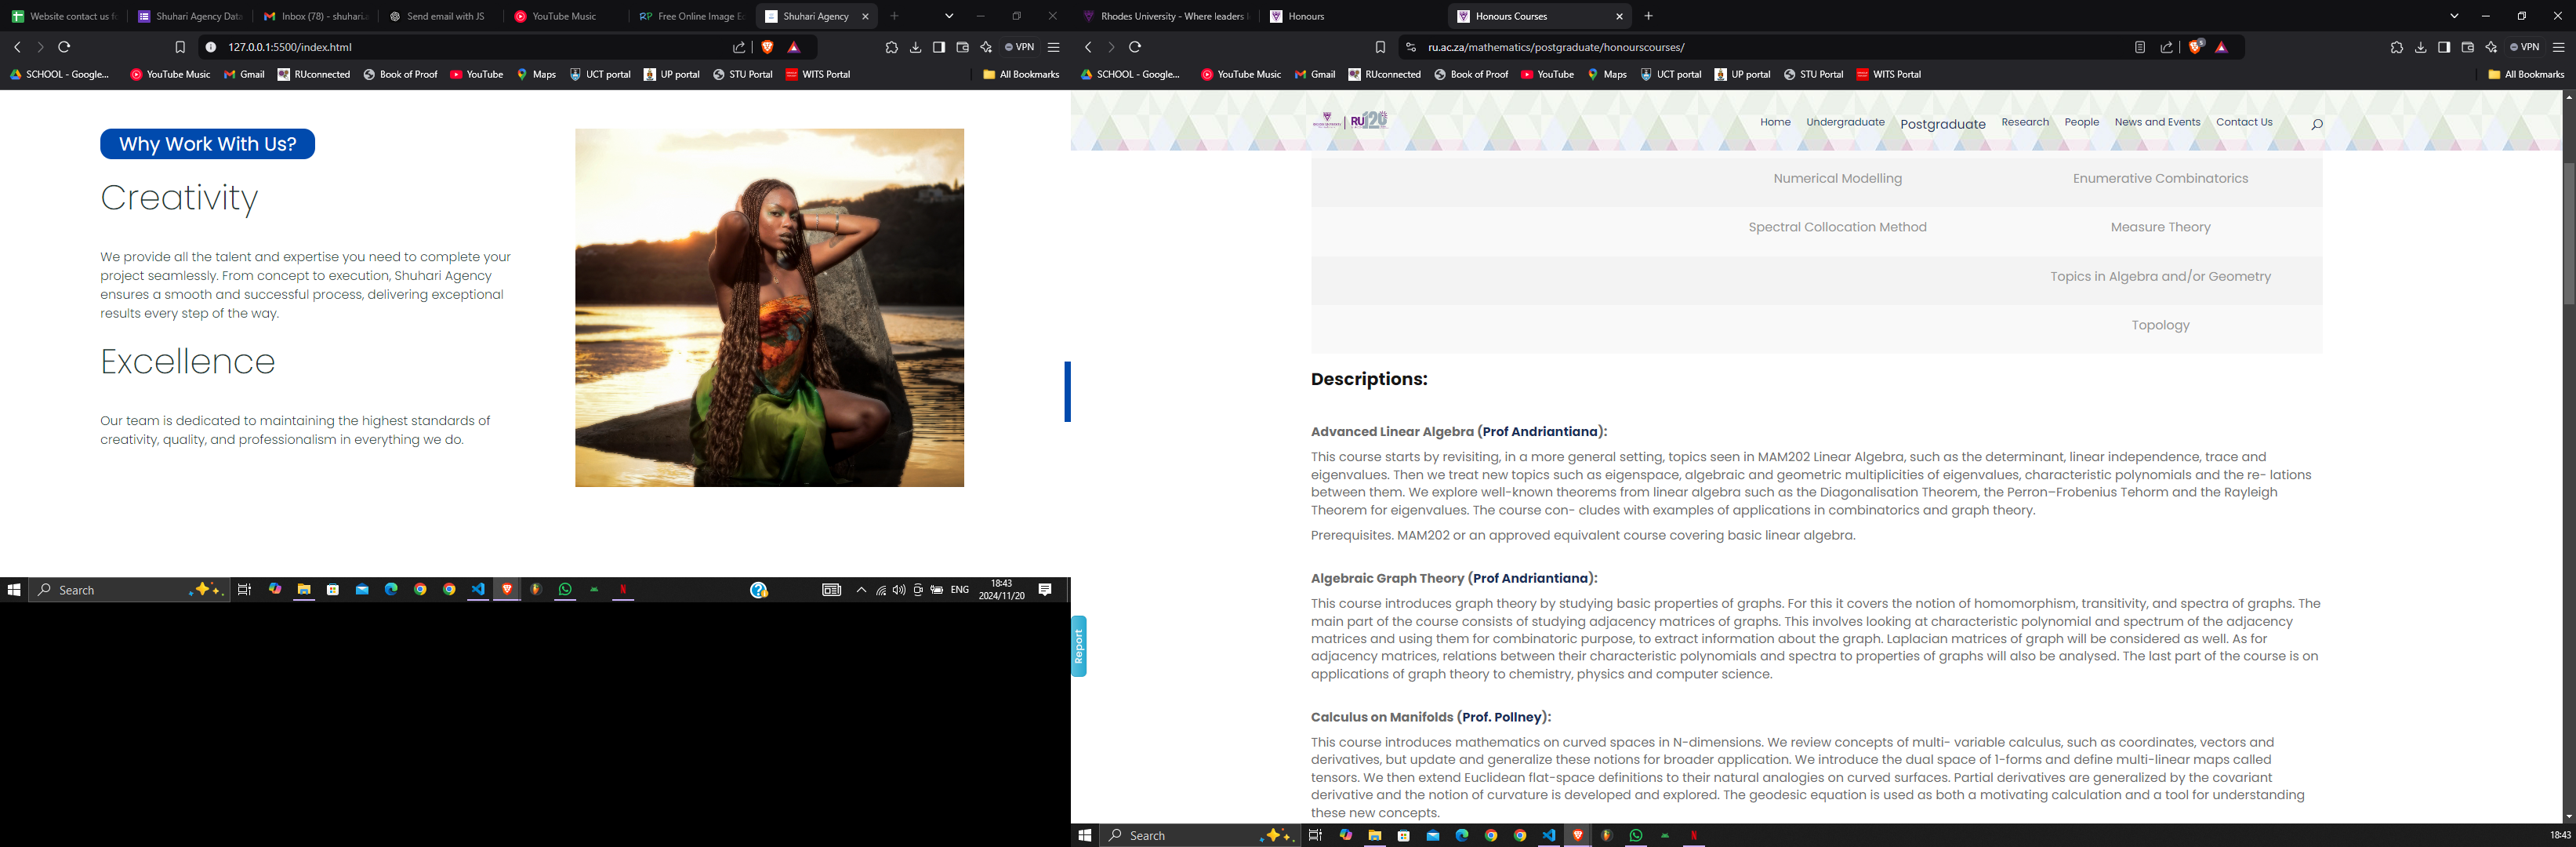 Website contact us fo
Shuhari Agency Data
Inbox (78) - shuhari.a
Send email with JS
YouTube Music
Free Online Image Ed
Shuhari Agency
127.0.0.1:5500/index.html
VPN
SCHOOL - Google...
YouTube Music
Gmail
RUconnected
Book of Proof
YouTube
Maps
UCT portal
UP portal
STU Portal
WITS Portal
All Bookmarks
Why Work With Us?
Creativity
We provide all the talent and expertise you need to complete your
project seamlessly. From concept to execution, Shuhari Agency
ensures a smooth and successful process, delivering exceptional
results every step of the way.
Excellence
Our team is dedicated to maintaining the highest standards of
creativity, quality, and professionalism in everything we do.
Search
ENG
18:43
2024/11/20
Rhodes University - Where leaders l
Honours
Honours Courses
ru.ac.za/mathematics/postgraduate/honourscourses/
5
VPN
SCHOOL - Google...
YouTube Music
Gmail
RUconnected
Book of Proof
YouTube
Maps
UCT portal
UP portal
STU Portal
WITS Portal
All Bookmarks
RU120
Home
Undergraduate
Postgraduate
Research
People
News and Events
Contact Us
Numerical Modelling
Enumerative Combinatorics
Spectral Collocation Method
Measure Theory
Topics in Algebra and/or Geometry
Topology
Descriptions:
Advanced Linear Algebra (Prof Andriantiana):
This course starts by revisiting, in a more general setting, topics seen in MAM202 Linear Algebra, such as the determinant, linear independence, trace and
eigenvalues. Then we treat new topics such as eigenspace, algebraic and geometric multiplicities of eigenvalues, characteristic polynomials and the re- lations
between them. We explore well-known theorems from linear algebra such as the Diagonalisation Theorem, the Perron–Frobenius Tehorm and the Rayleigh
Theorem for eigenvalues. The course con- cludes with examples of applications in combinatorics and graph theory.
Prerequisites. MAM202 or an approved equivalent course covering basic linear algebra.
Algebraic Graph Theory (Prof Andriantiana):
This course introduces graph theory by studying basic properties of graphs. For this it covers the notion of homomorphism, transitivity, and spectra of graphs. The
main part of the course consists of studying adjacency matrices of graphs. This involves looking at characteristic polynomial and spectrum of the adjacency
matrices and using them for combinatoric purpose, to extract information about the graph. Laplacian matrices of graph will be considered as well. As for
adjacency matrices, relations between their characteristic polynomials and spectra to properties of graphs will also be analysed. The last part of the course is on
applications of graph theory to chemistry, physics and computer science.
Calculus on Manifolds (Prof. Pollney):
This course introduces mathematics on curved spaces in N-dimensions. We review concepts of multi- variable calculus, such as coordinates, vectors and
derivatives, but update and generalize these notions for broader application. We introduce the dual space of 1-forms and define multi-linear maps called
tensors. We then extend Euclidean flat-space definitions to their natural analogies on curved surfaces. Partial derivatives are generalized by the covariant
derivative and the notion of curvature is developed and explored. The geodesic equation is used as both a motivating calculation and a tool for understanding
these new concepts.
Report
Search
18:43